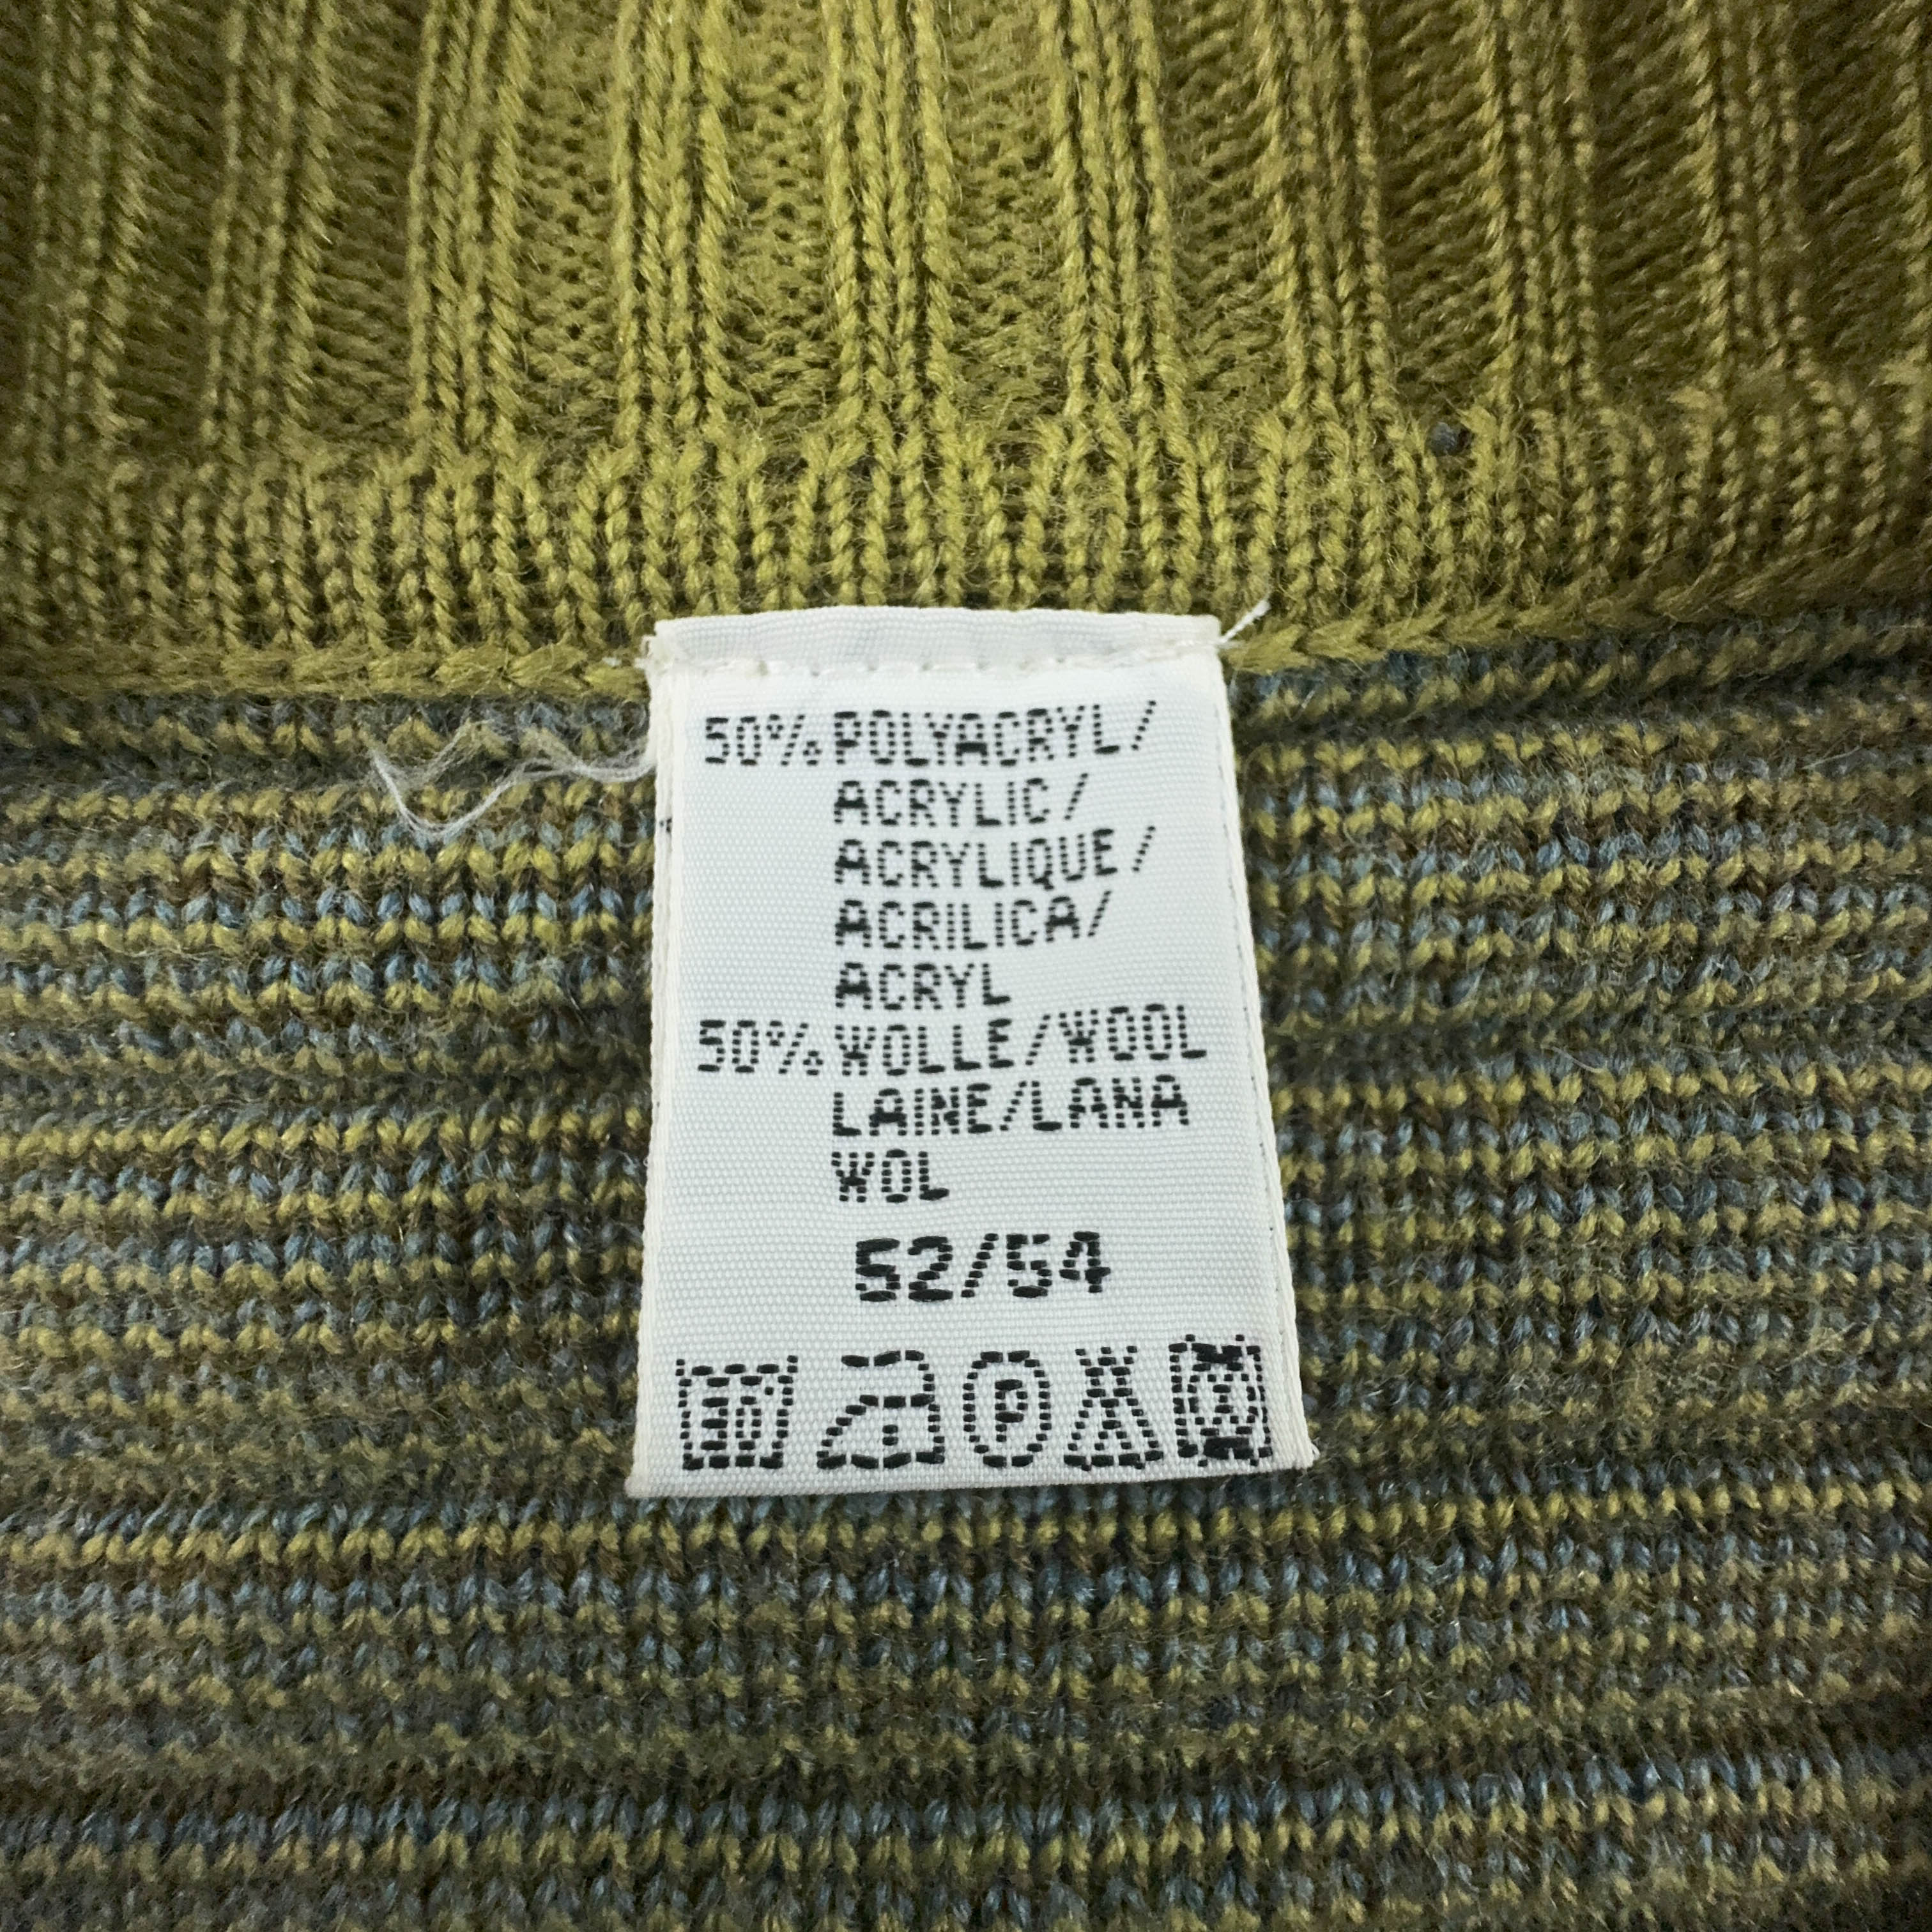 50% POLYACRYL/
ACRYLIC/
ACRYLIQUE/
ACRILICA/
ACRYL
50% WOLLE/WOOL
LAINE/LANA
WOL
52/54
P